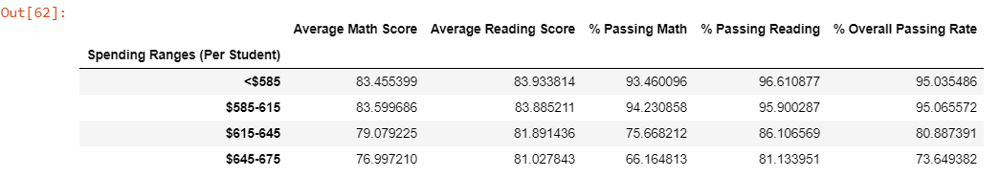 Out[62]:
Average Math Score Average Reading Score % Passing Math % Passing Reading % Overall Passing Rate
Spending Ranges (Per Student)
<$585 83.455399 83.933814 93.460096 96.610877 95.035486
$585-615 83.599686 83.885211 94.230858 95.900287 95.065572
$615-645 79.079225 81.891436 75.668212 86.106569 80.887391
$645-675 76.997210 81.027843 66.164813 81.133951 73.649382